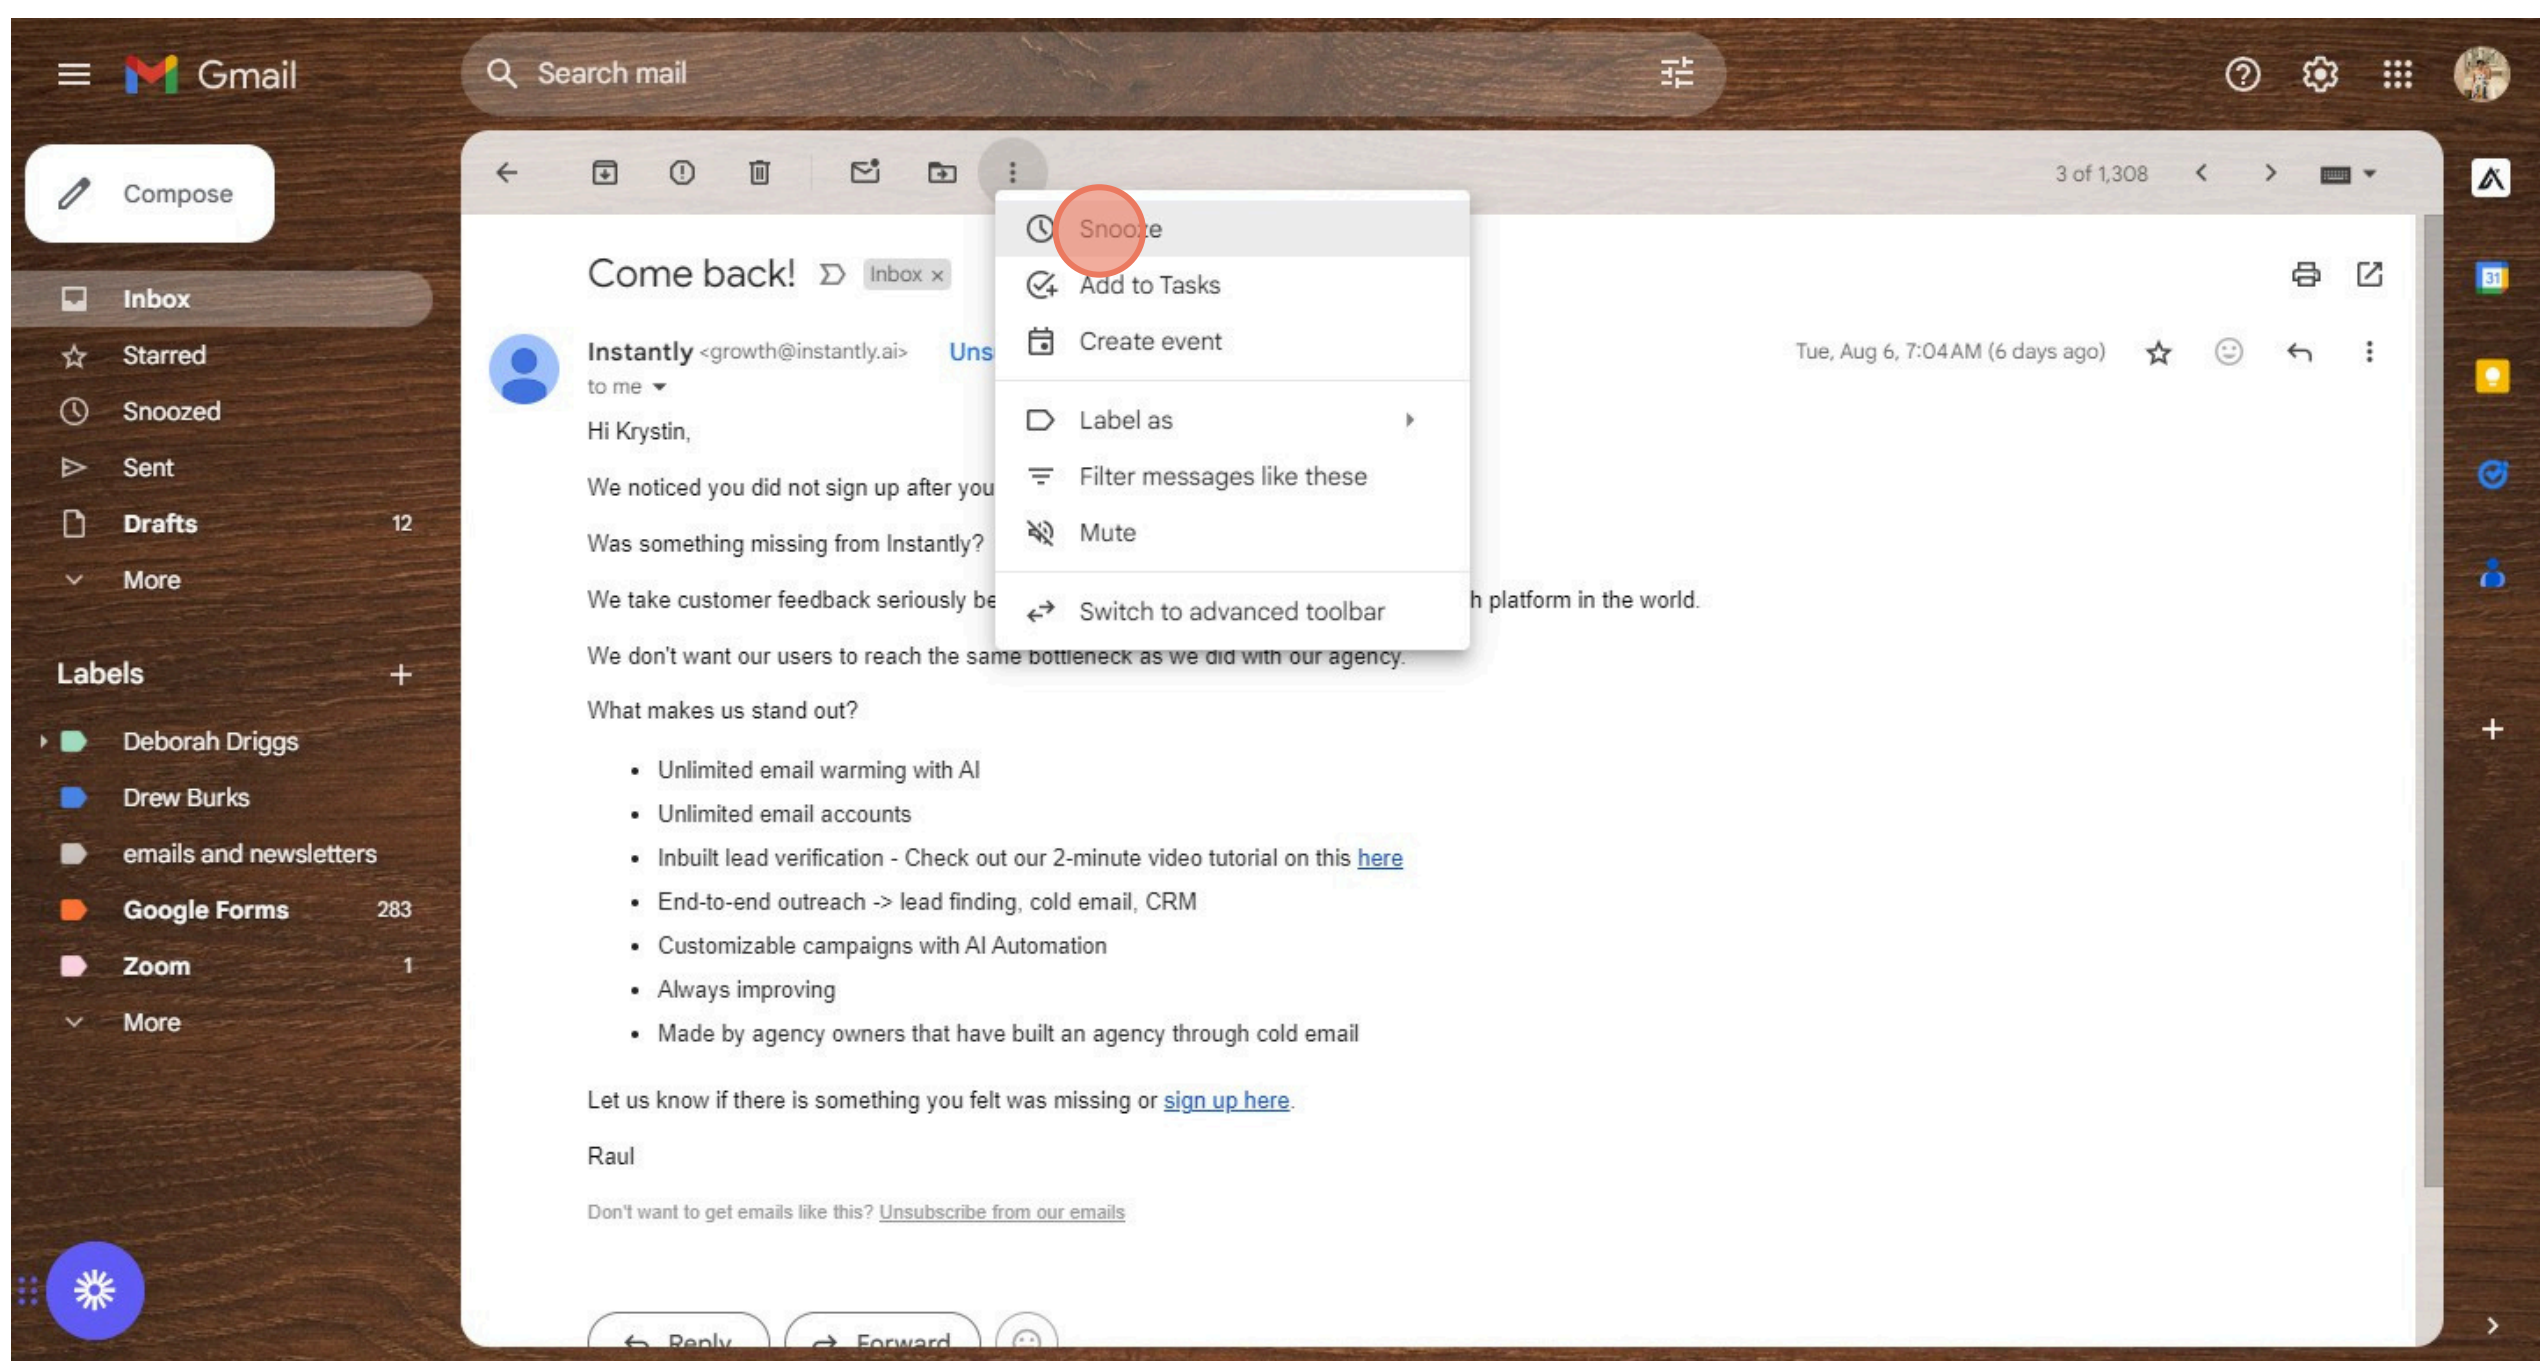 Gmail
Search mail
Compose
3 of 1,308
Inbox
Starred
Snoozed
Sent
Drafts 12
More
Labels
Deborah Driggs
Drew Burks
emails and newsletters
Google Forms 283
Zoom 1
More
Come back! Inbox ×
Instantly <growth@instantly.ai> Uns
to me
Tue, Aug 6, 7:04 AM (6 days ago)
Snooze
Add to Tasks
Create event
Label as
Filter messages like these
Mute
Switch to advanced toolbar
Hi Krystin,
We noticed you did not sign up after you
Was something missing from Instantly?
We take customer feedback seriously be h platform in the world.
We don't want our users to reach the same bottleneck as we did with our agency.
What makes us stand out?
• Unlimited email warming with AI
• Unlimited email accounts
• Inbuilt lead verification - Check out our 2-minute video tutorial on this here
• End-to-end outreach -> lead finding, cold email, CRM
• Customizable campaigns with AI Automation
• Always improving
• Made by agency owners that have built an agency through cold email
Let us know if there is something you felt was missing or sign up here.
Raul
Don't want to get emails like this? Unsubscribe from our emails
Reply
Forward
31